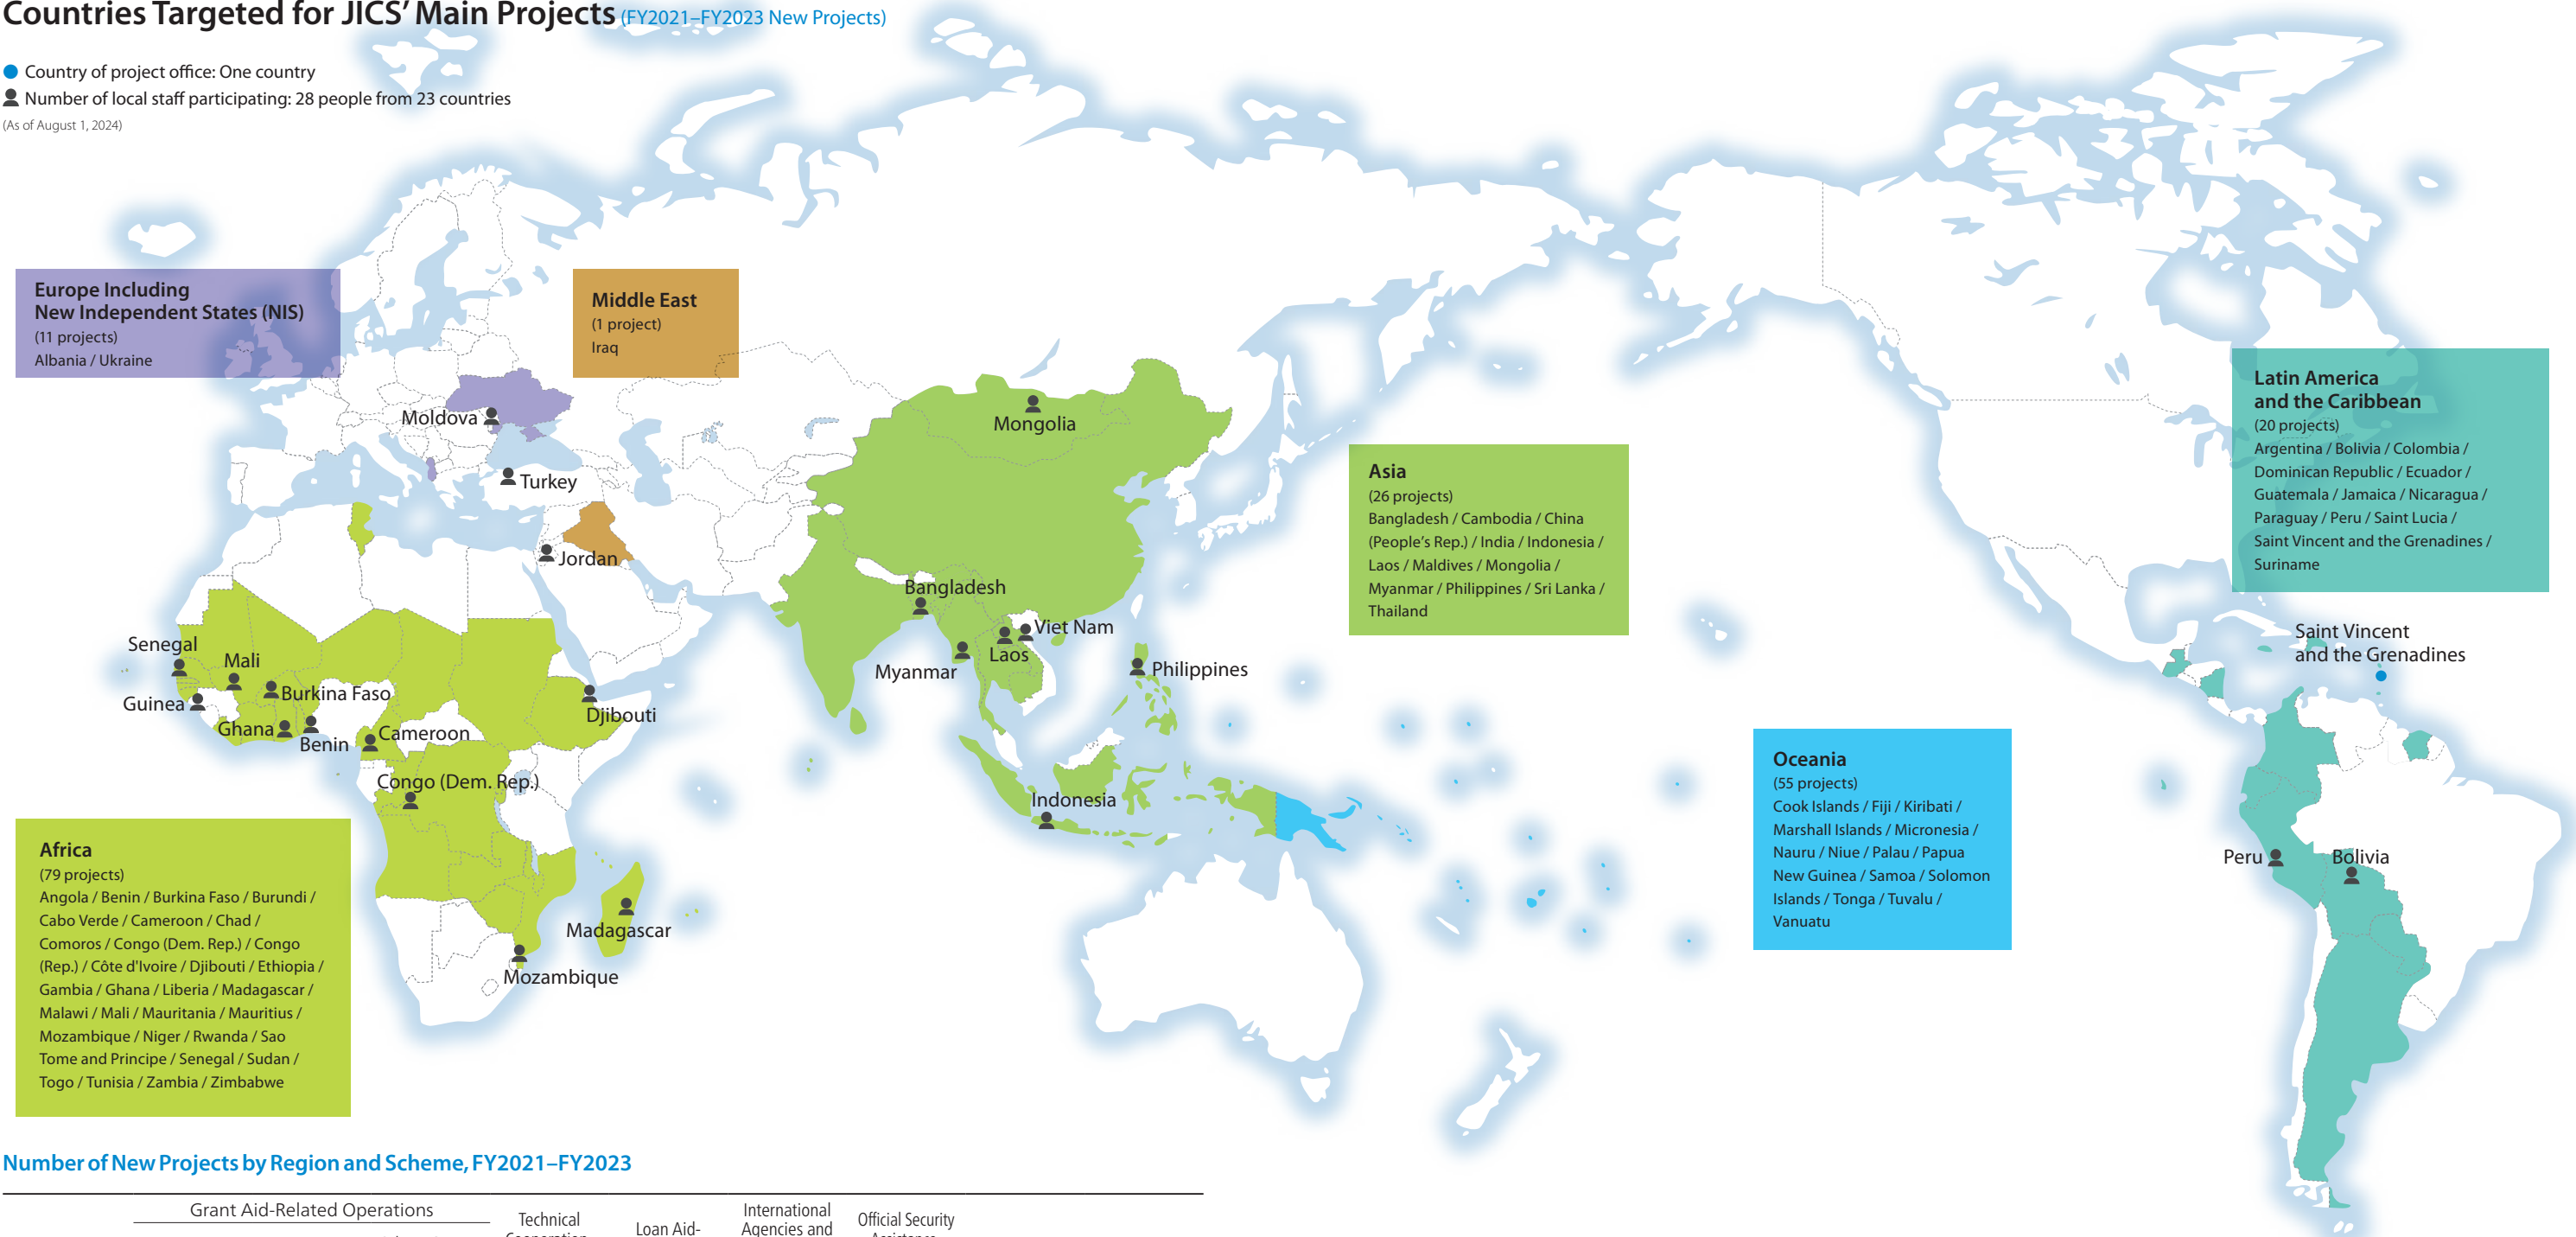 Countries Targeted for JICS’ Main Projects (FY2021–FY2023 New Projects)
Country of project office: One country
Number of local staff participating: 28 people from 23 countries
(As of August 1, 2024)
Europe Including
New Independent States (NIS)
(11 projects)
Albania / Ukraine
Middle East
(1 project)
Iraq
Moldova
Turkey
Jordan
Mongolia
Bangladesh
Viet Nam
Laos
Myanmar
Philippines
Indonesia
Asia
(26 projects)
Bangladesh / Cambodia / China
(People’s Rep.) / India / Indonesia /
Laos / Maldives / Mongolia /
Myanmar / Philippines / Sri Lanka /
Thailand
Latin America
and the Caribbean
(20 projects)
Argentina / Bolivia / Colombia /
Dominican Republic / Ecuador /
Guatemala / Jamaica / Nicaragua /
Paraguay / Peru / Saint Lucia /
Saint Vincent and the Grenadines /
Suriname
Saint Vincent
and the Grenadines
Peru
Bolivia
Senegal
Mali
Guinea
Burkina Faso
Ghana
Benin
Cameroon
Djibouti
Congo (Dem. Rep.)
Madagascar
Mozambique
Oceania
(55 projects)
Cook Islands / Fiji / Kiribati /
Marshall Islands / Micronesia /
Nauru / Niue / Palau / Papua
New Guinea / Samoa / Solomon
Islands / Tonga / Tuvalu /
Vanuatu
Africa
(79 projects)
Angola / Benin / Burkina Faso / Burundi /
Cabo Verde / Cameroon / Chad /
Comoros / Congo (Dem. Rep.) / Congo
(Rep.) / Côte d'Ivoire / Djibouti / Ethiopia /
Gambia / Ghana / Liberia / Madagascar /
Malawi / Mali / Mauritania / Mauritius /
Mozambique / Niger / Rwanda / Sao
Tome and Principe / Senegal / Sudan /
Togo / Tunisia / Zambia / Zimbabwe
Number of New Projects by Region and Scheme, FY2021–FY2023
Grant Aid-Related Operations
Technical
Loan Aid-
International
Agencies and
Official Security